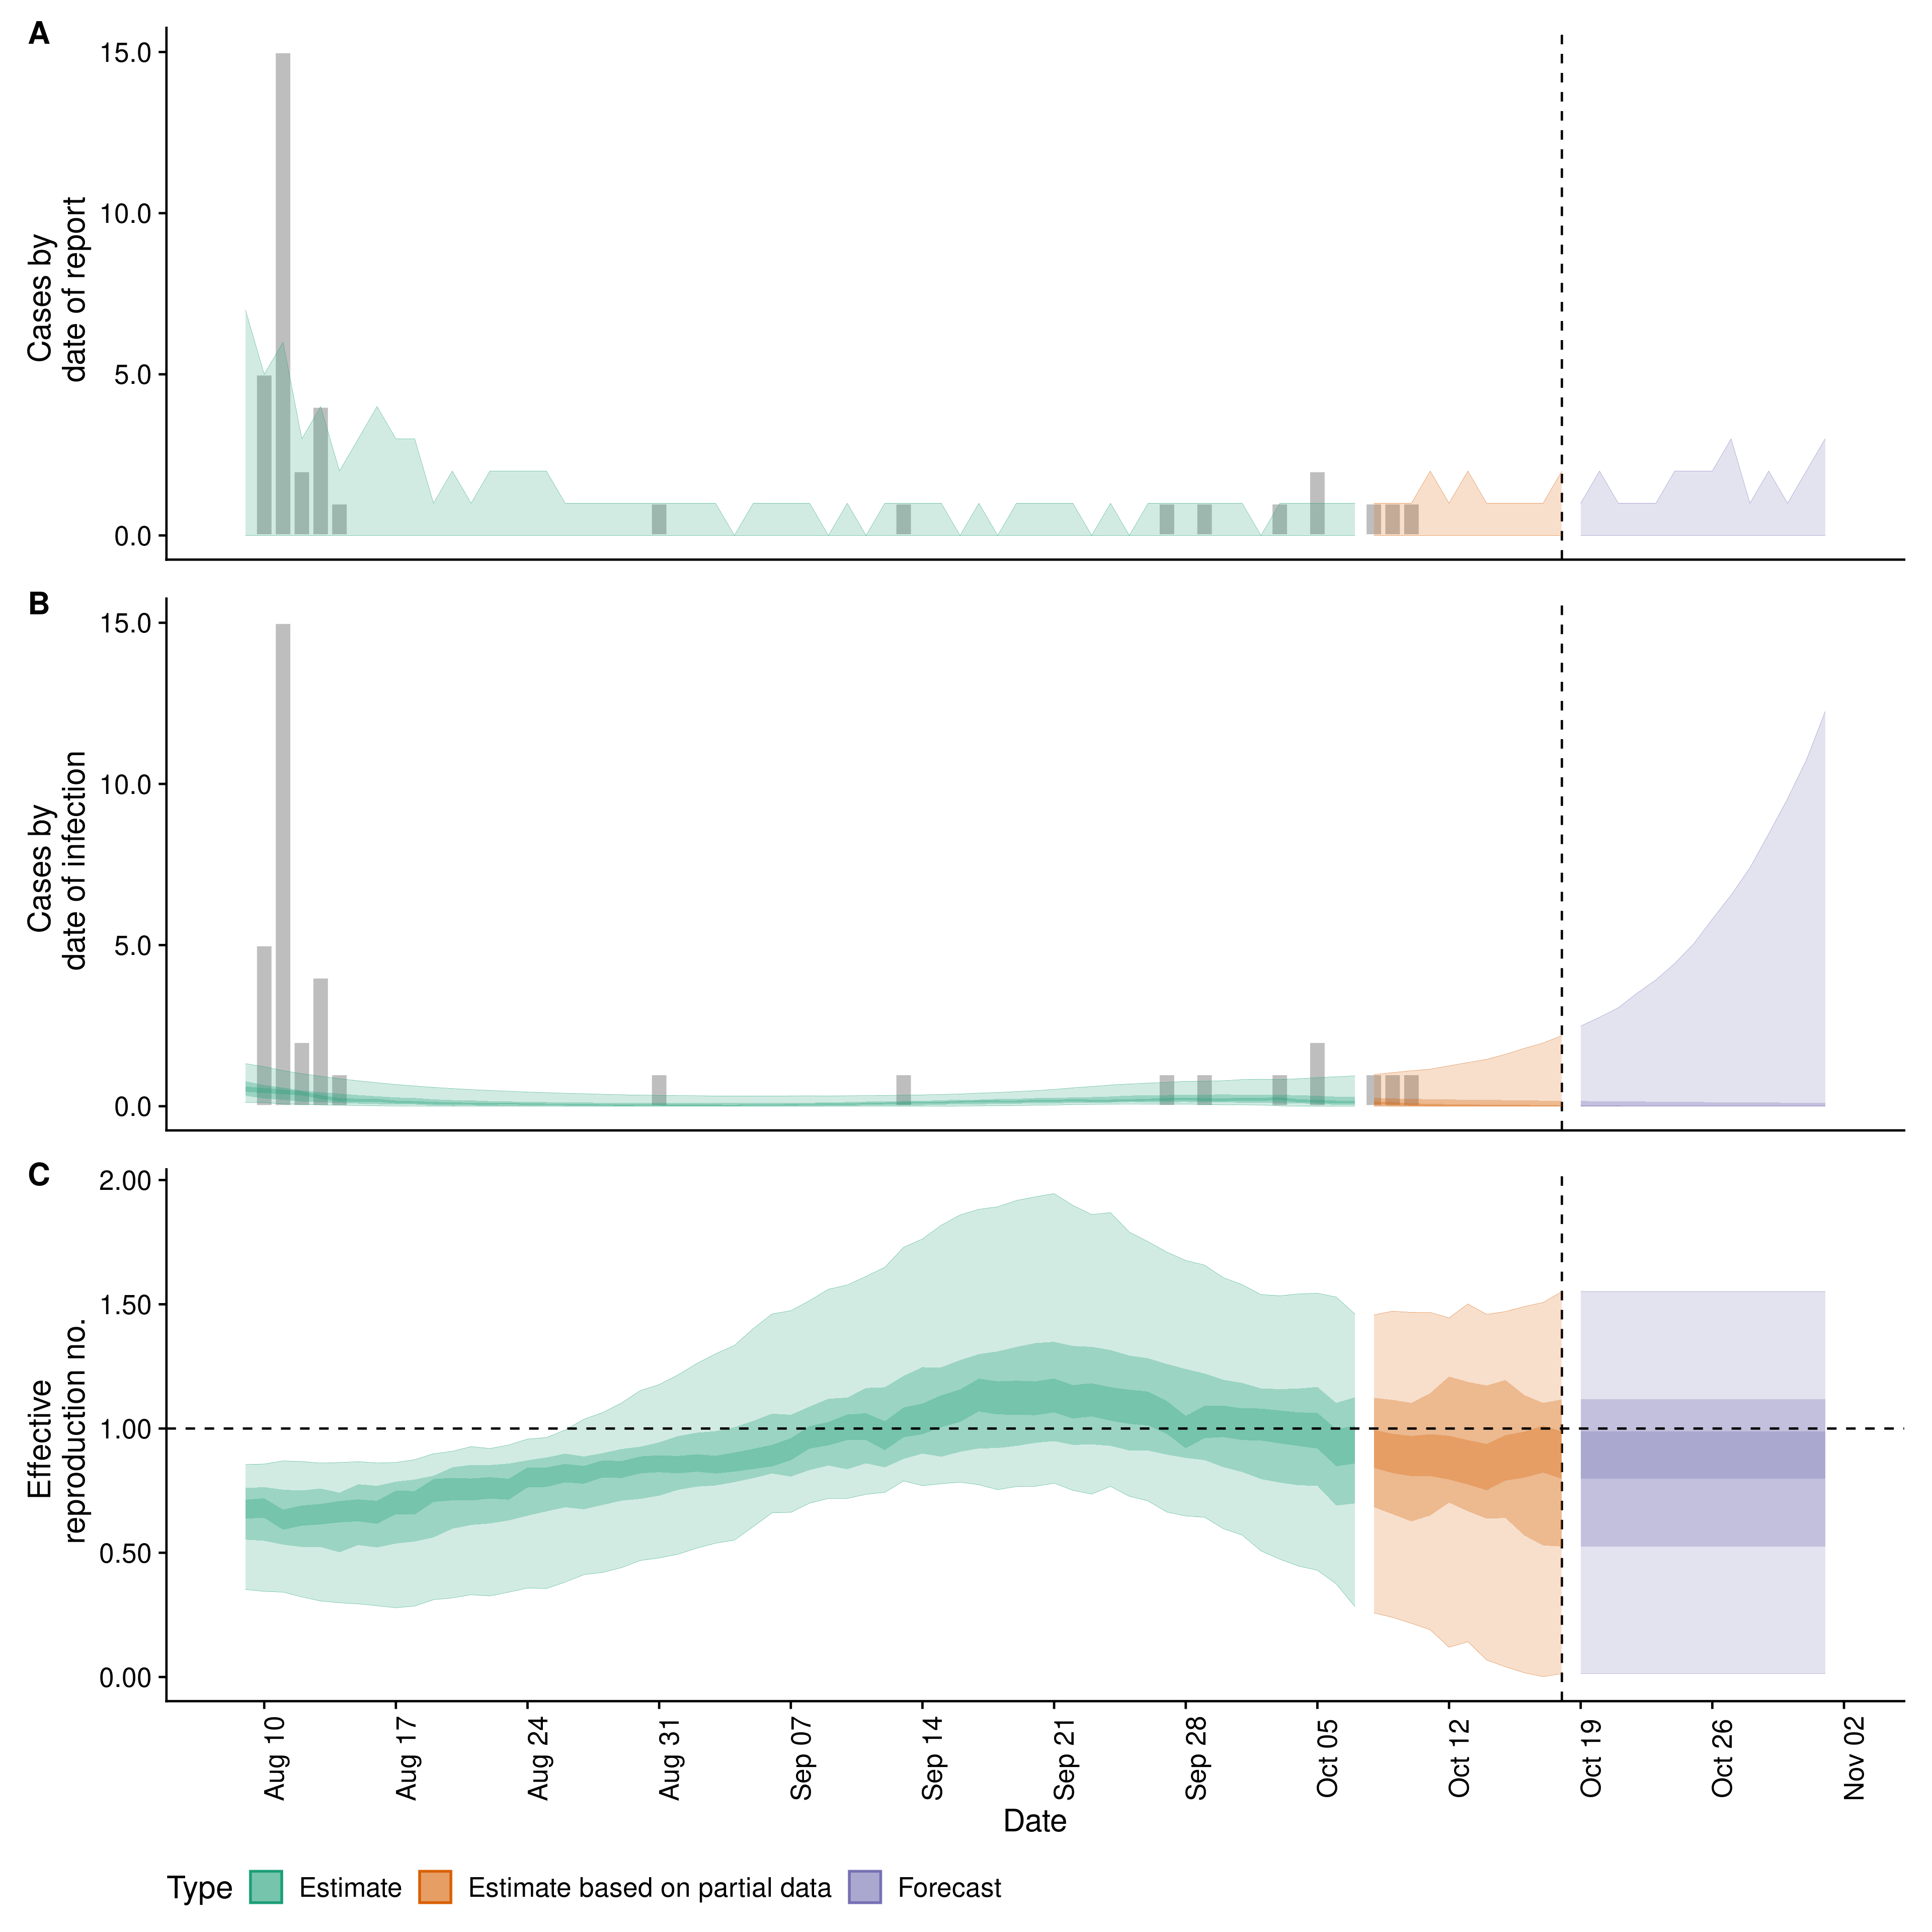 A
Cases by
date of report
15.0
10.0
5.0
0.0
B
Cases by
date of infection
15.0
10.0
5.0
0.0
C
Effective
reproduction no.
2.00
1.50
1.00
0.50
0.00
Aug 10
Aug 17
Aug 24
Aug 31
Sep 07
Sep 14
Sep 21
Sep 28
Oct 05
Oct 12
Oct 19
Oct 26
Nov 02
Date
Type Estimate Estimate based on partial data Forecast